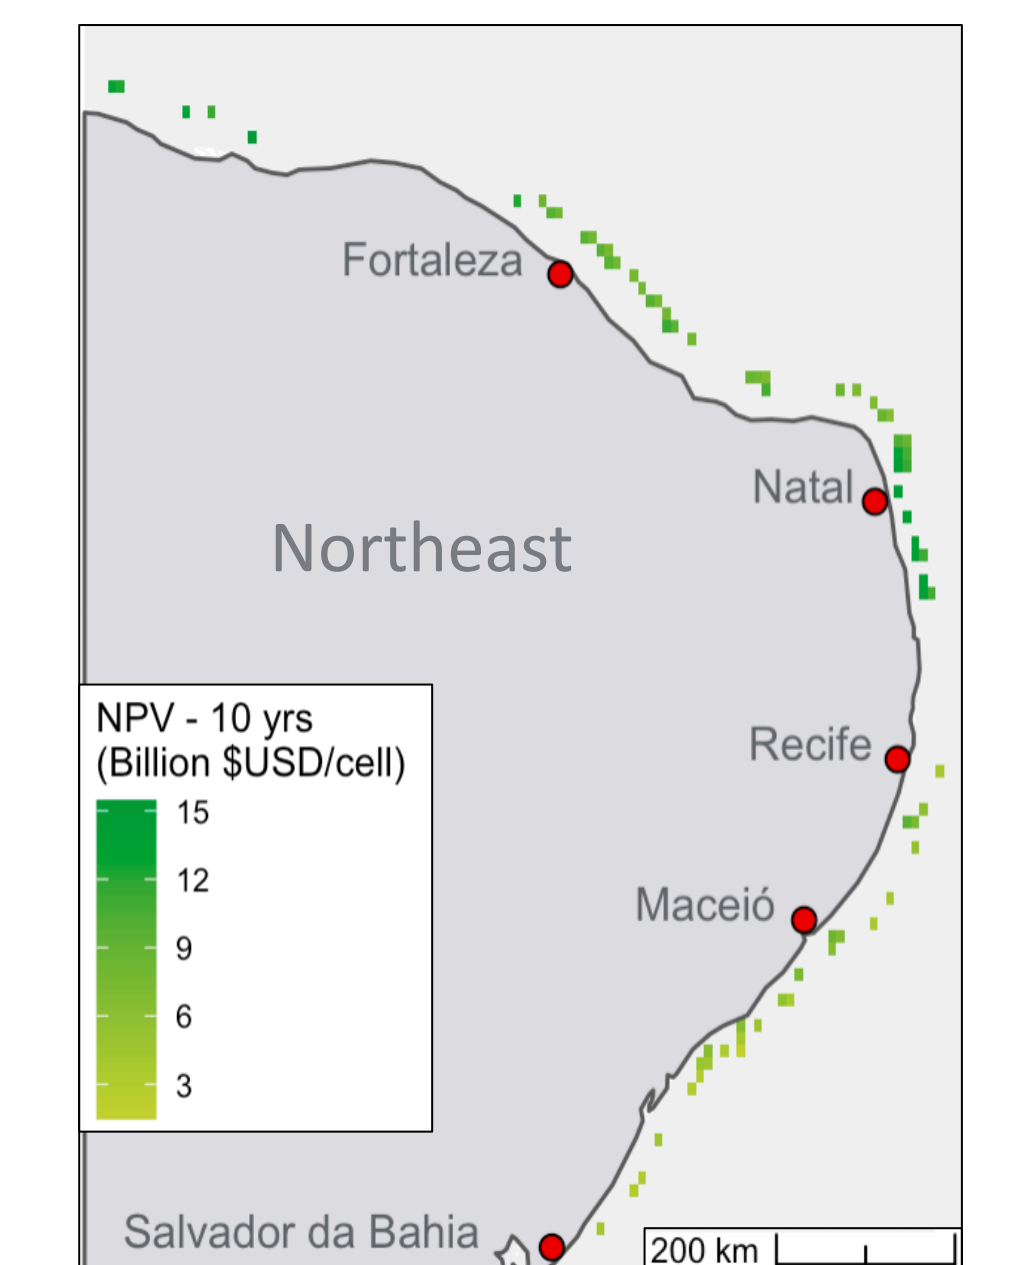 Fortaleza
Natal
Northeast
NPV - 10 yrs
(Billion $USD/cell)
15
12
9
6
3
Recife
Maceió
Salvador da Bahia
200 km